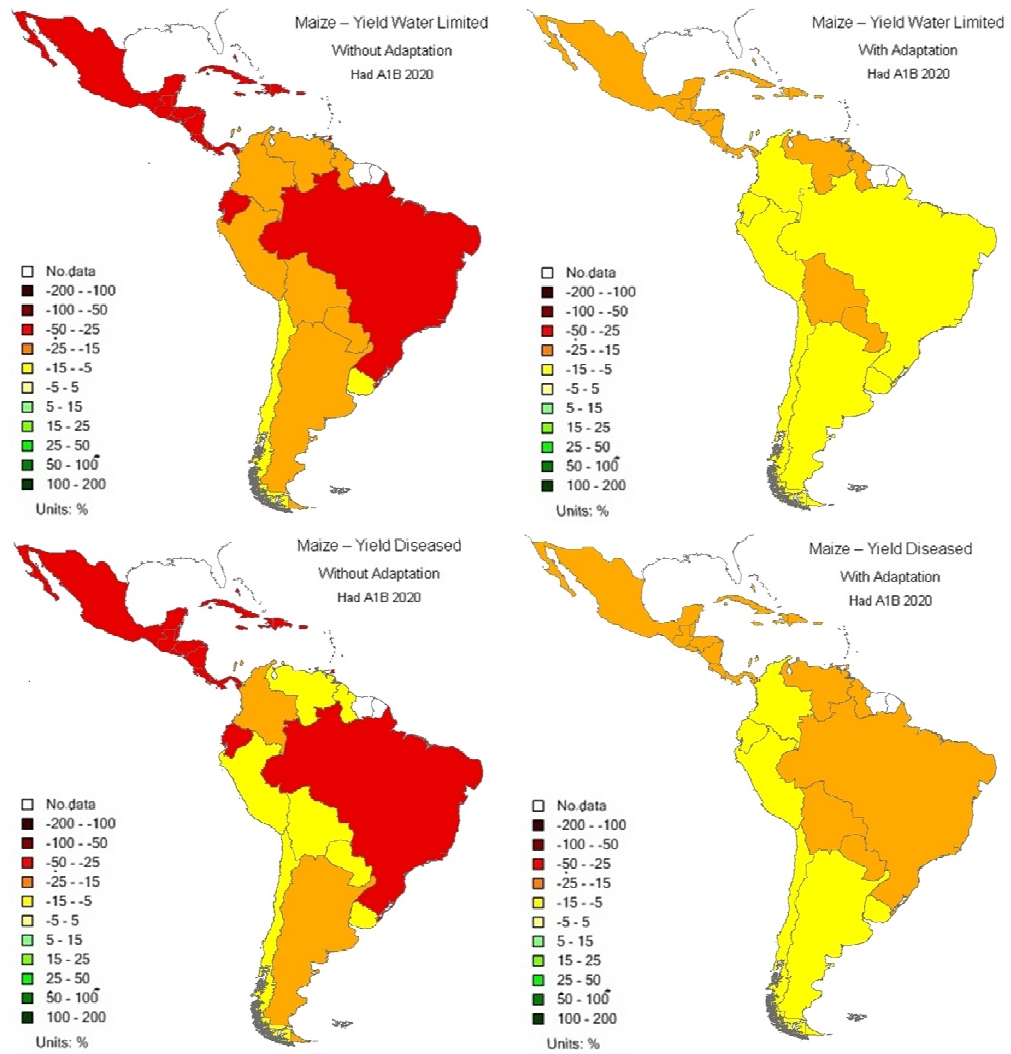 Maize – Yield Water Limited
Without Adaptation
Had A1B 2020
No.data
-200 - -100
-100 - -50
-50 - -25
-25 - -15
-15 - -5
-5 - 5
5 - 15
15 - 25
25 - 50
50 - 100
100 - 200
Units: %
Maize – Yield Water Limited
With Adaptation
Had A1B 2020
No.data
-200 - -100
-100 - -50
-50 - -25
-25 - -15
-15 - -5
-5 - 5
5 - 15
15 - 25
25 - 50
50 - 100
100 - 200
Units: %
Maize – Yield Diseased
Without Adaptation
Had A1B 2020
No.data
-200 - -100
-100 - -50
-50 - -25
-25 - -15
-15 - -5
-5 - 5
5 - 15
15 - 25
25 - 50
50 - 100
100 - 200
Units: %
Maize – Yield Diseased
With Adaptation
Had A1B 2020
No.data
-200 - -100
-100 - -50
-50 - -25
-25 - -15
-15 - -5
-5 - 5
5 - 15
15 - 25
25 - 50
50 - 100
100 - 200
Units: %